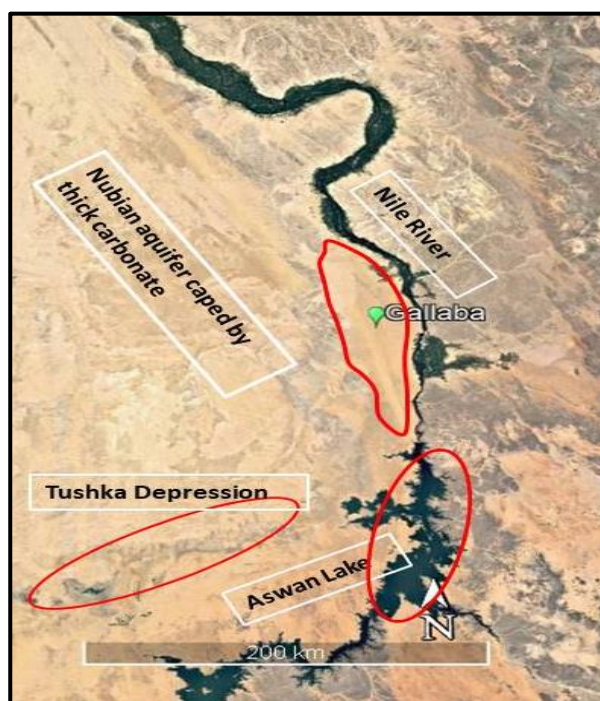 Nubian aquifer caped by
thick carbonate
Nile River
Gallaba
Tushka Depression
Aswan Lake
N
200 km